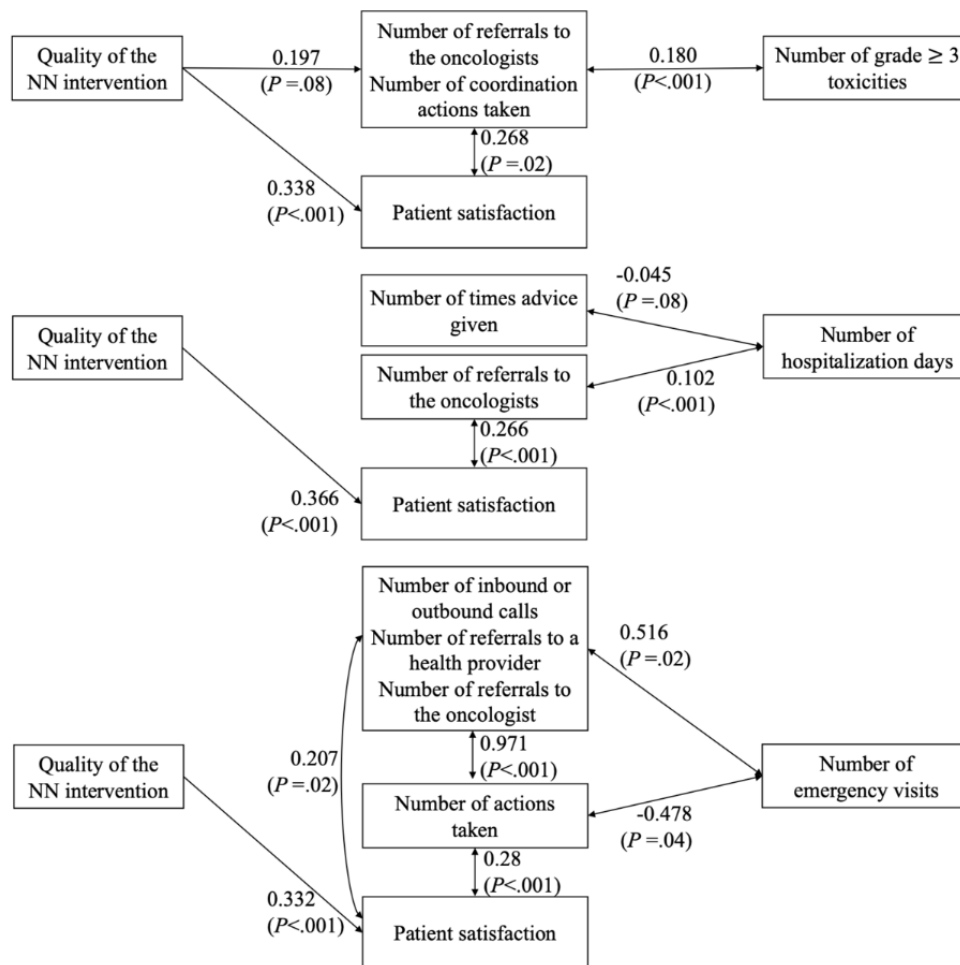 Quality of the
NN intervention
0.197
(P =.08)
Number of referrals to
the oncologists
Number of coordination
actions taken
0.180
(P<.001)
Number of grade ≥ 3
toxicities
0.268
(P =.02)
0.338
(P<.001)
Patient satisfaction
Quality of the
NN intervention
Number of times advice
given
-0.045
(P =.08)
Number of
hospitalization days
Number of referrals to
the oncologists
0.102
(P<.001)
0.266
(P<.001)
0.366
(P<.001)
Patient satisfaction
Number of inbound or
outbound calls
Number of referrals to a
health provider
Number of referrals to
the oncologist
0.516
(P =.02)
Quality of the
NN intervention
0.207
(P =.02)
0.971
(P<.001)
Number of
emergency visits
Number of actions
taken
-0.478
(P =.04)
0.28
(P<.001)
0.332
(P<.001)
Patient satisfaction